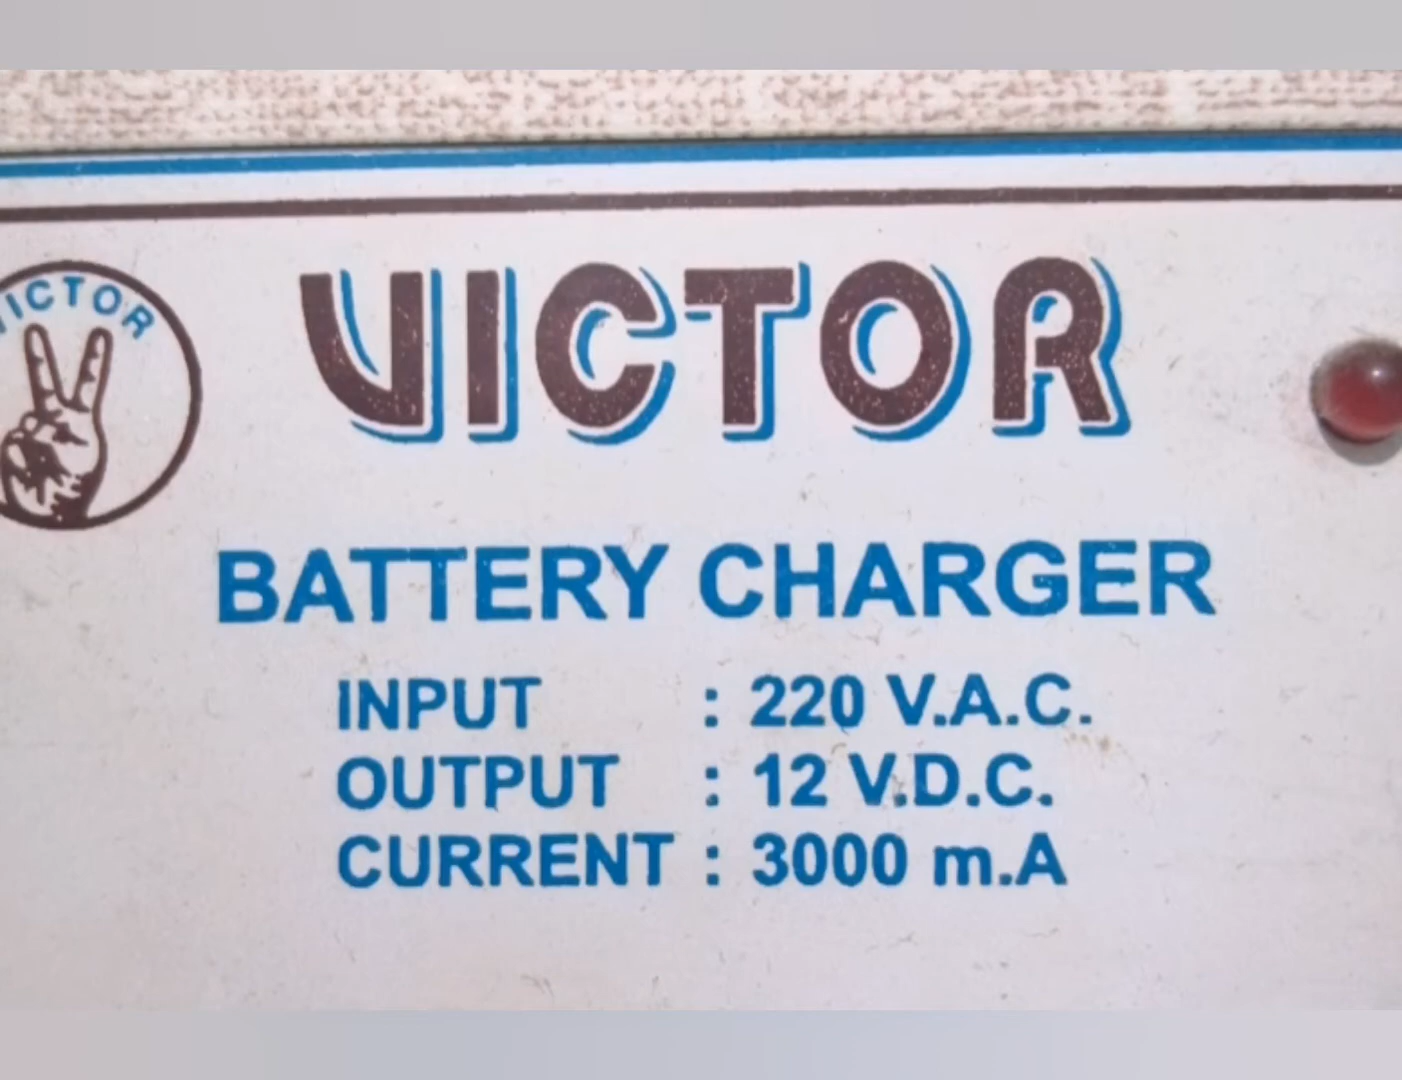 VICTOR
VICTOR
BATTERY CHARGER
INPUT : 220 V.A.C.
OUTPUT : 12 V.D.C.
CURRENT : 3000 m.A